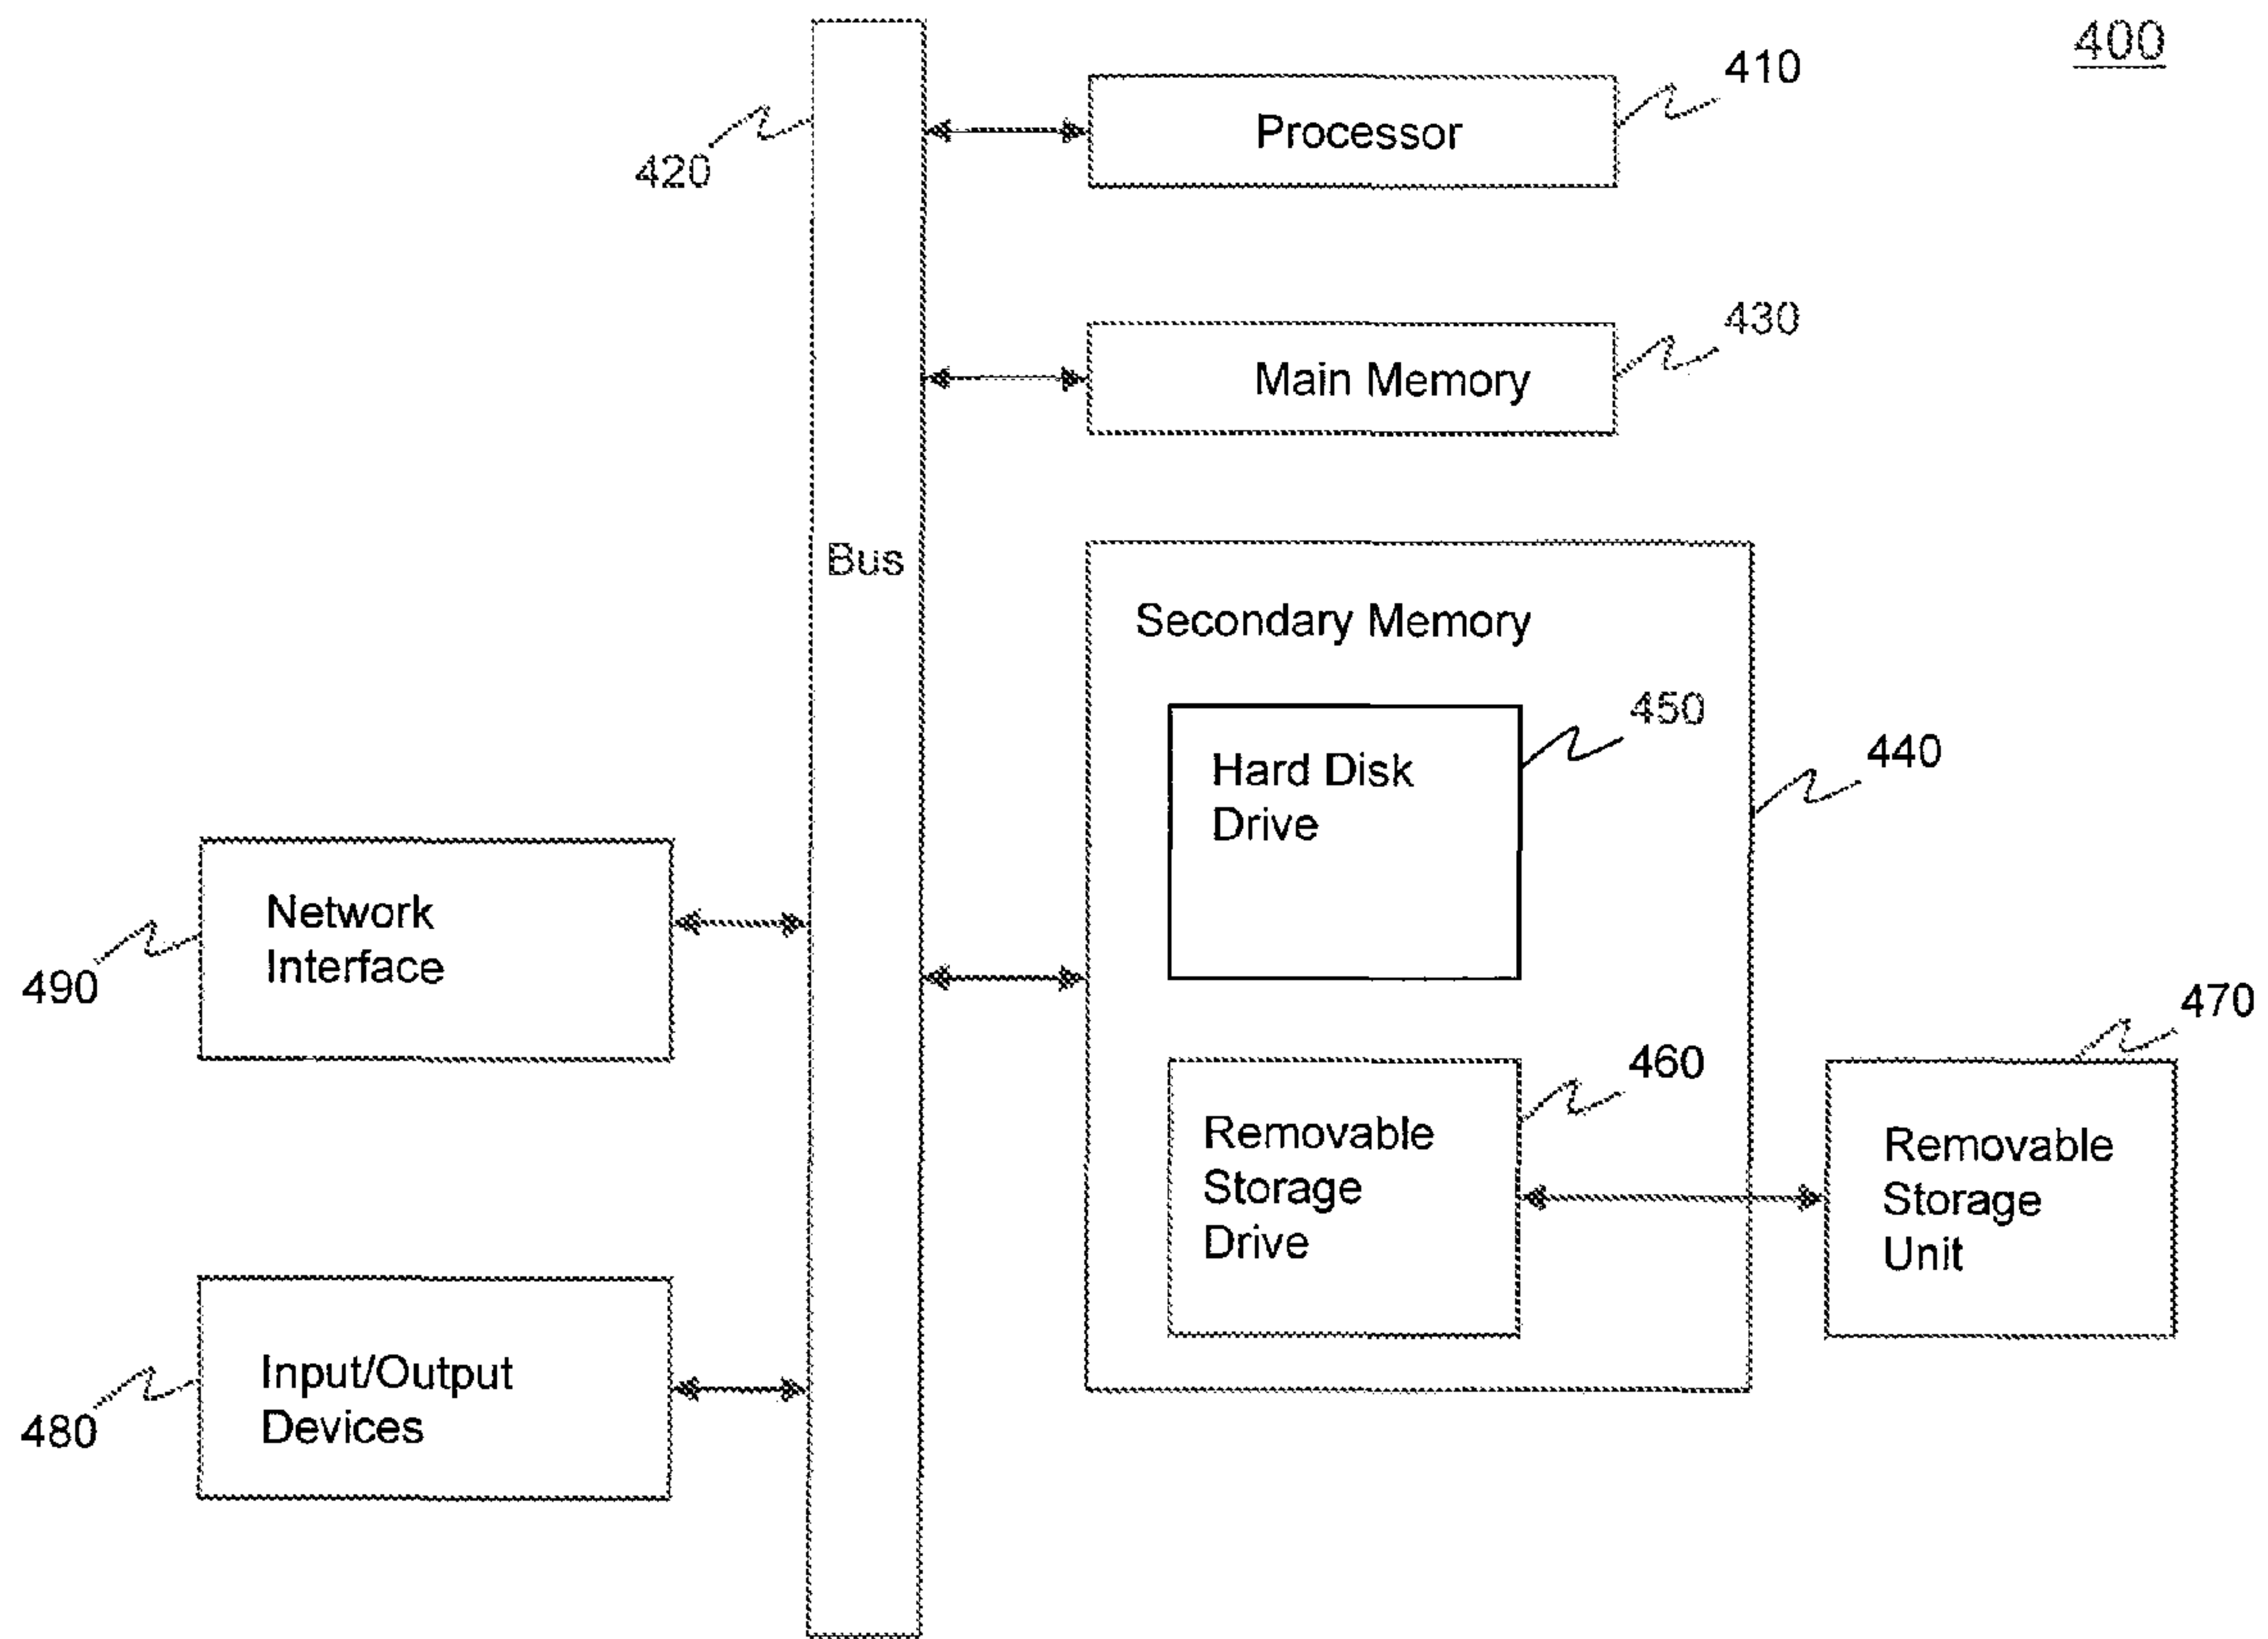 400
410
Processor
420
430
Main Memory
Bus
Secondary Memory
450
Hard Disk
Drive
440
Network
Interface
490
470
460
Removable
Storage
Drive
Removable
Storage
Unit
Input/Output
Devices
480